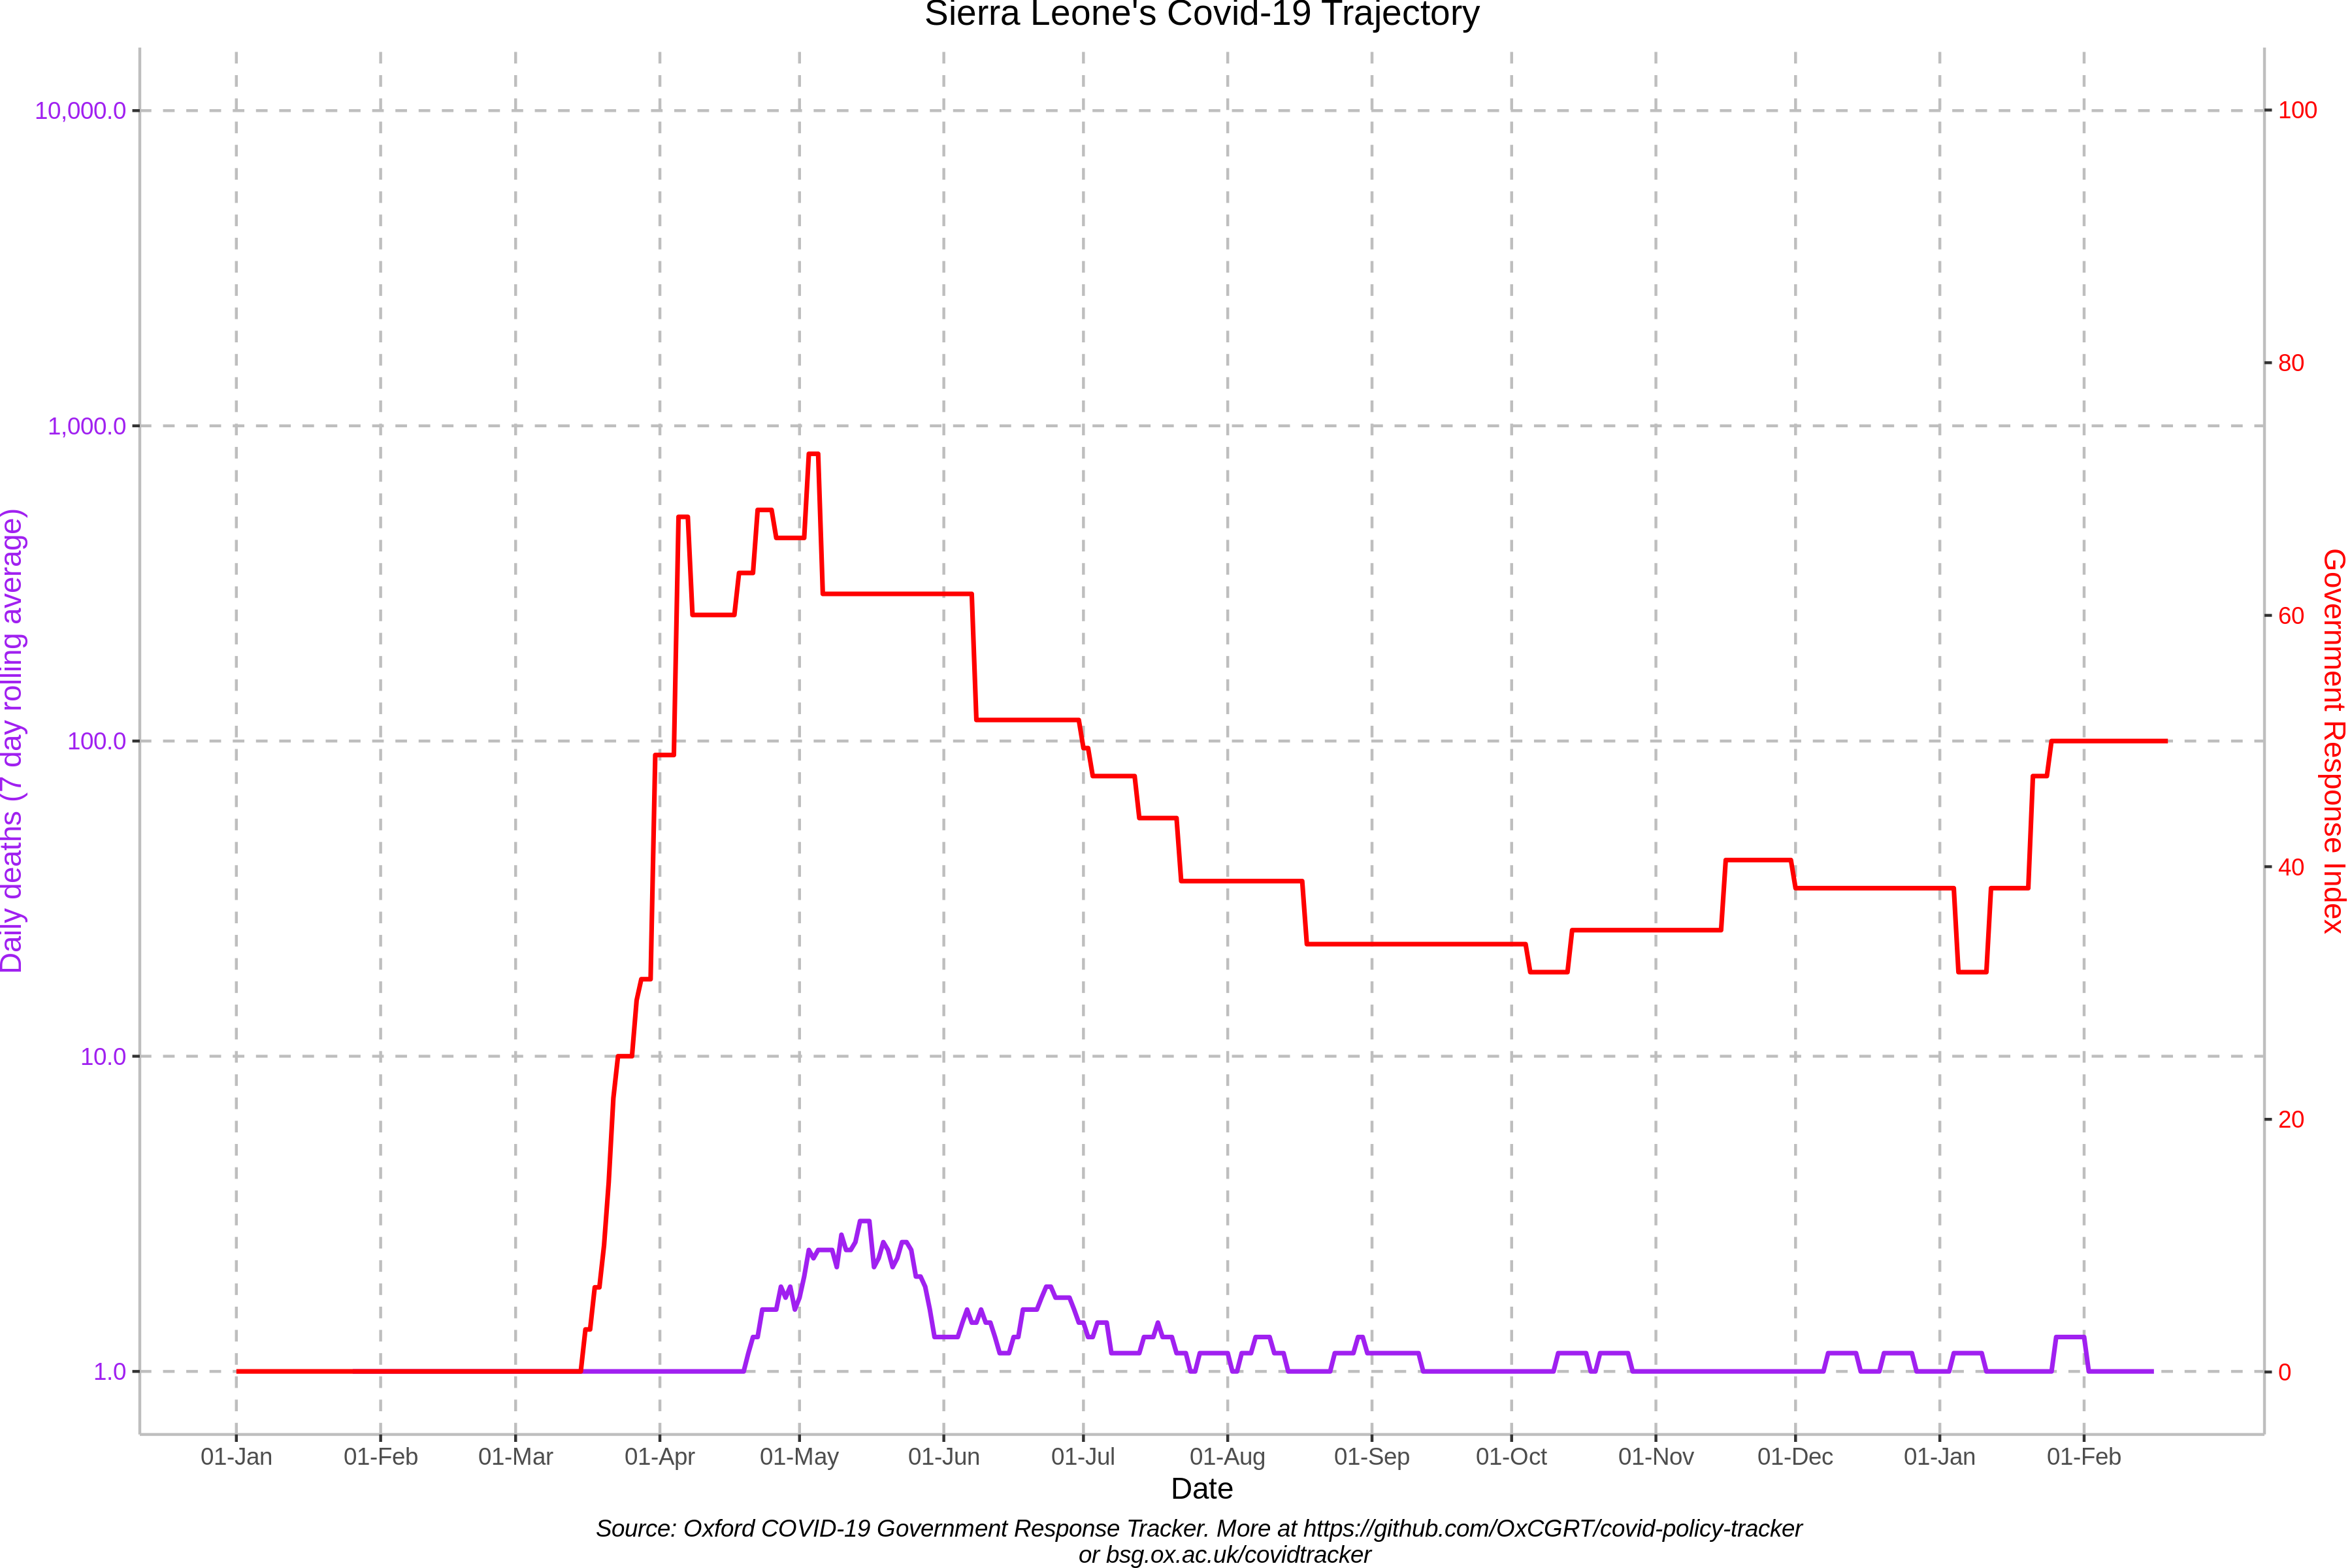 Sierra Leone's Covid-19 Trajectory
10,000.0
1,000.0
100.0
10.0
1.0
Daily deaths (7 day rolling average)
100
80
60
40
20
0
Government Response Index
01-Jan 01-Feb 01-Mar 01-Apr 01-May 01-Jun 01-Jul 01-Aug 01-Sep 01-Oct 01-Nov 01-Dec 01-Jan 01-Feb
Date
Source: Oxford COVID-19 Government Response Tracker. More at https://github.com/OxCGRT/covid-policy-tracker
or bsg.ox.ac.uk/covidtracker